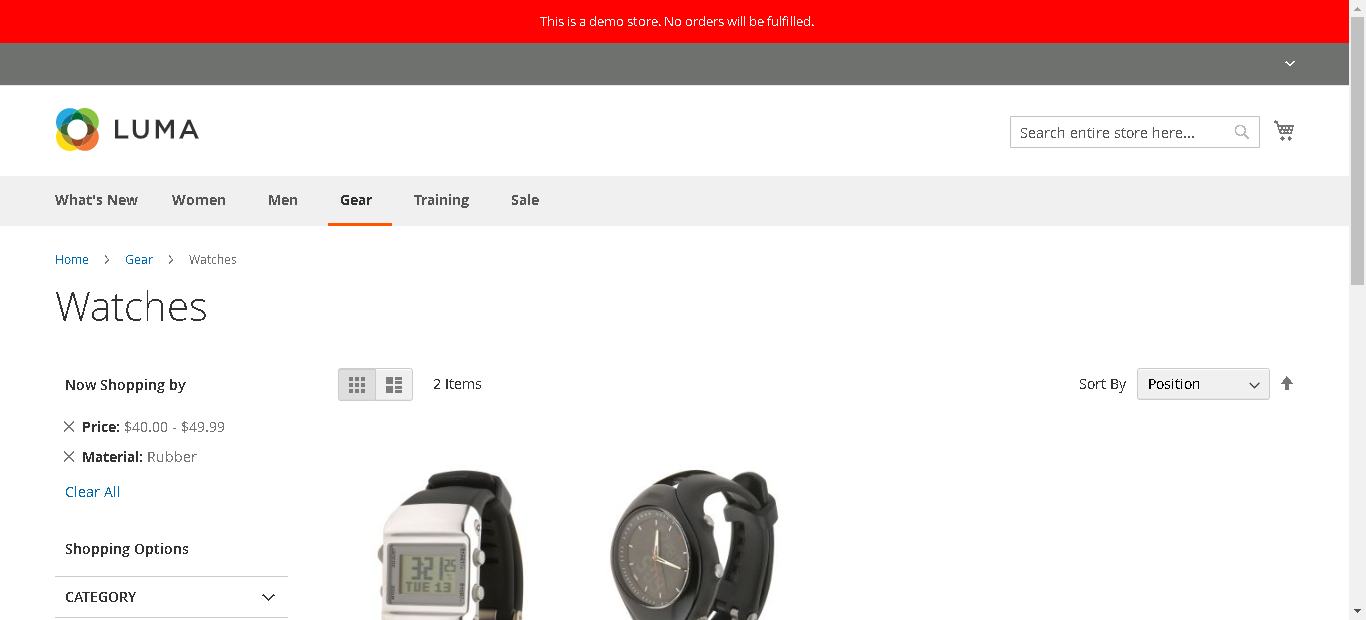 This is a demo store. No orders will be fulfilled.
LUMA
Search entire store here...
What's New Women Men Gear Training Sale
Home > Gear > Watches
Watches
Now Shopping by
2 Items
Sort By Position
Price: $40.00 - $49.99
Material: Rubber
Clear All
Shopping Options
CATEGORY
3:21
TUE 13